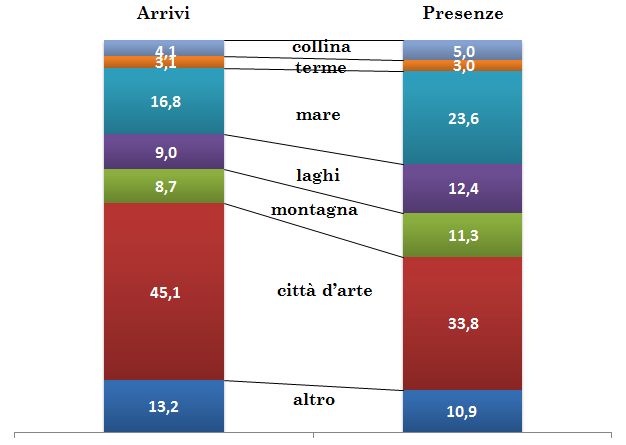 Arrivi Presenze
4,1 collina 5,0
3,1 terme 3,0
16,8 mare 23,6
9,0 laghi 12,4
8,7 montagna 11,3
45,1 città d'arte 33,8
13,2 altro 10,9